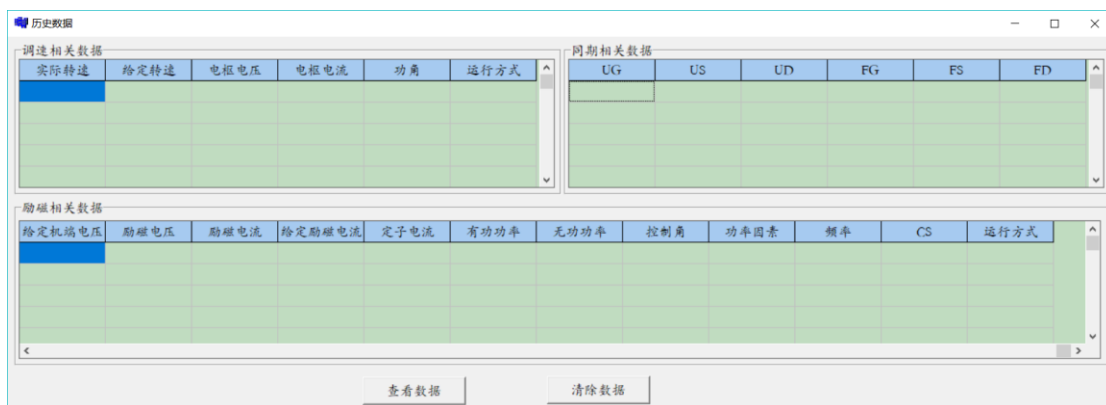 历史数据
调速相关数据
实际转速 给定转速 电枢电压 电枢电流 功角 运行方式
同期相关数据
UG US UD FG FS FD
励磁相关数据
给定机端电压 励磁电压 励磁电流 给定励磁电流 定子电流 有功功率 无功功率 控制角 功率因素 频率 CS 运行方式
查看数据 清除数据